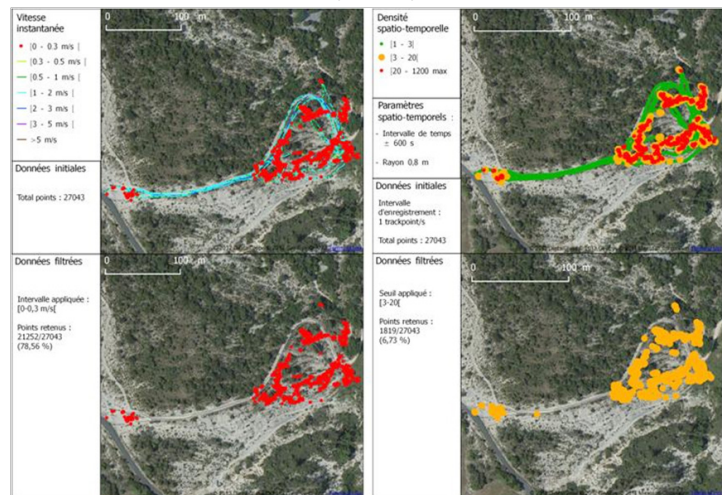 Vitesse
instantanée
[0 - 0.3 m/s [
[0.3 - 0.5 m/s [
[0.5 - 1 m/s [
[1 - 2 m/s [
[2 - 3 m/s [
[3 - 5 m/s [
>5 m/s
Données initiales
Total points : 27043
0 100 m
Densité
spatio-temporelle
[1 - 3[
[3 - 20[
[20 - 1200 max
Paramètres
spatio-temporels :
- Intervalle de temps
± 600 s
- Rayon 0.8 m
Données initiales
Intervalle
d'enregistrement :
1 trackpoint/s
Total points : 27043
0 100 m
Données filtrées
Intervalle appliquée :
[0-0,3 m/s[
Points retenus :
21252/27043
(78,56 %)
0 100 m
Données filtrées
Seuil appliqué :
[3-20[
Points retenus :
1819/27043
(6,73 %)
0 100 m